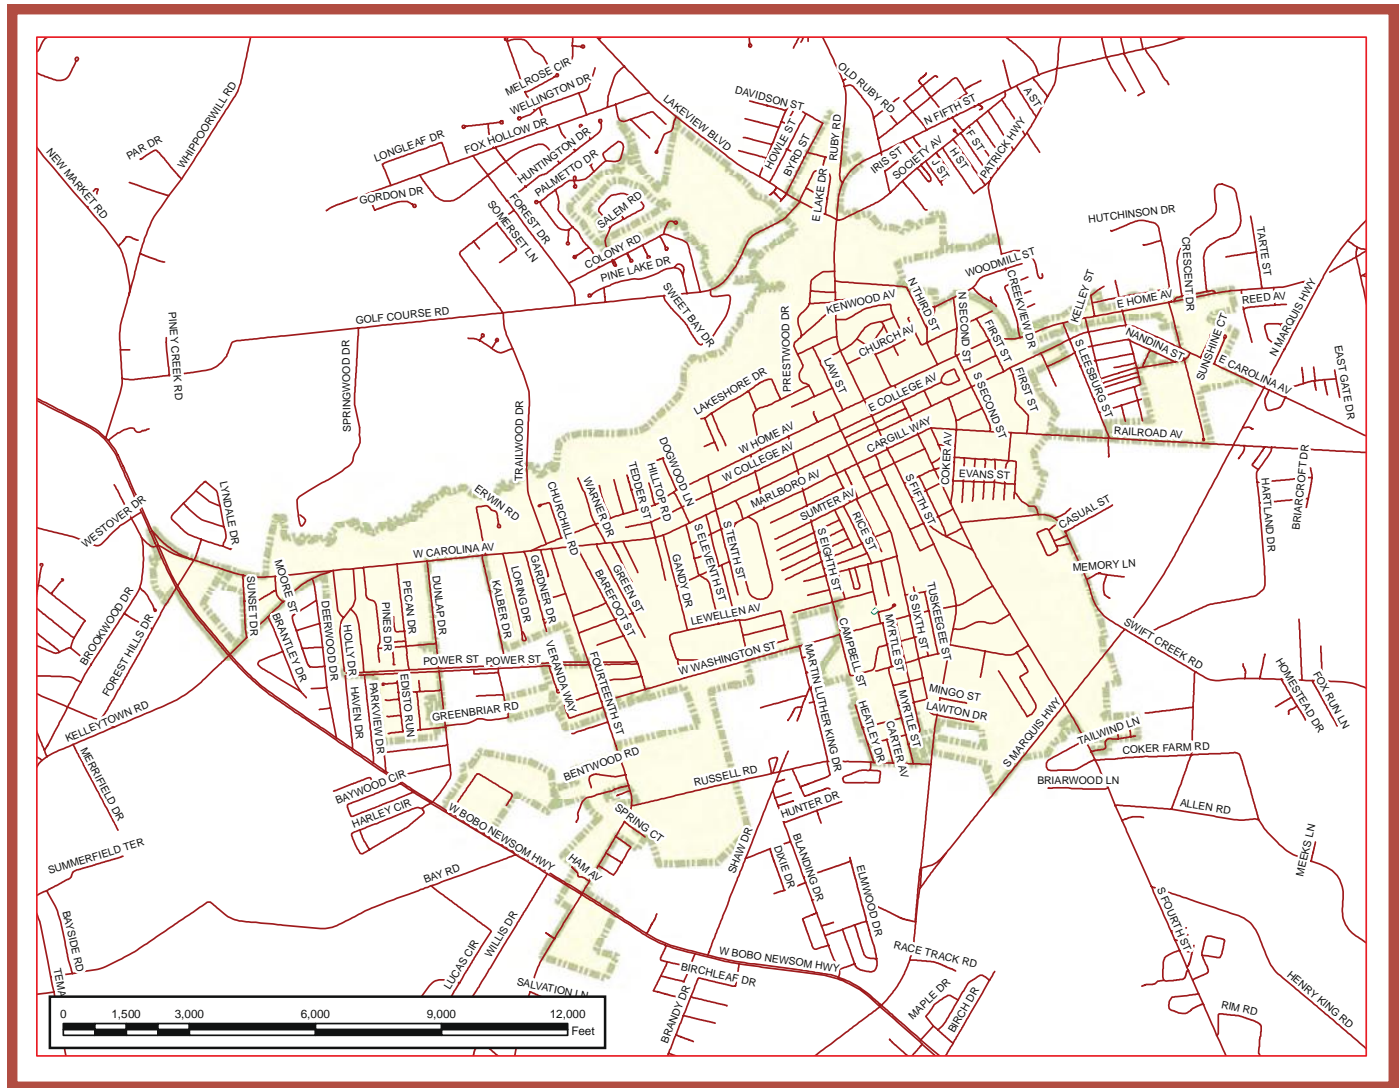 MELROSE CIR
WELLINGTON DR
LAKEVIEW BLVD
DAVIDSON ST
OLD RUBY RD
N FIFTH ST
A ST
WHIPPOORWILL RD
PAR DR
NEW MARKET RD
LONGLEAF DR
FOX HOLLOW DR
GORDON DR
HUNTINGTON DR
PALMETTO DR
FOREST DR
SOMERSET LN
SALEM RD
COLONY RD
PINE LAKE DR
SWEET BAY DR
HOWLE ST
BYRD ST
RUBY RD
E LAKE DR
IRIS ST
SOCIETY AV
F ST
H ST
J ST
PATRICK HWY
HUTCHINSON DR
CRESCENT DR
TARTE ST
WOODMILL ST
CREEKVIEW DR
KELLEY ST
E HOME AV
REED AV
N MARQUIS HWY
SUNSHINE CT
NANDINA ST
E CAROLINA AV
EAST GATE DR
S LEESBURG ST
RAILROAD AV
GOLF COURSE RD
PINEY CREEK RD
SPRINGWOOD DR
TRAILWOOD DR
PRESTWOOD DR
KENWOOD AV
N THIRD ST
N SECOND ST
FIRST ST
FIRST ST
CHURCH AV
LAW ST
LAKESHORE DR
E COLLEGE AV
S SECOND ST
W HOME AV
W COLLEGE AV
CARGILL WAY
COKER AV
EVANS ST
MARLBORO AV
SUMTER AV
S FIFTH ST
RICE ST
S EIGHTH ST
DOGWOOD LN
HILLTOP RD
TEDDER ST
WARNER DR
CHURCHILL RD
ERWIN RD
LYNDALE DR
WESTOVER DR
W CAROLINA AV
S TENTH ST
S ELEVENTH ST
GANDY DR
GREEN ST
BAREFOOT ST
GARDNER DR
LORING DR
KALBER DR
DUNLAP DR
PECAN DR
PINES DR
HOLLY DR
DEERWOOD DR
MOORE ST
SUNSET DR
BRANTLEY DR
BROOKWOOD DR
FOREST HILLS DR
KELLEYTOWN RD
MERRIFIELD DR
LEWELLEN AV
W WASHINGTON ST
POWER ST
POWER ST
VERANDA WAY
FOURTEENTH ST
GREENBRIAR RD
EDISTO RUN
PARKVIEW DR
HAVEN DR
CASUAL ST
MEMORY LN
HARTLAND DR
BRIARCROFT DR
SWIFT CREEK RD
HOMESTEAD DR
FOX RUN LN
TUSKEGEE ST
S SIXTH ST
MYRTLE ST
MYRTLE ST
CAMPBELL ST
MARTIN LUTHER KING DR
HEATLEY DR
CARTER AV
MINGO ST
LAWTON DR
S MARQUIS HWY
TAILWIND LN
COKER FARM RD
BRIARWOOD LN
ALLEN RD
MEEKS LN
RUSSELL RD
BENTWOOD RD
SPRING CT
HAM AV
BAYWOOD CIR
HARLEY CIR
W BOBO NEWSOM HWY
SUMMERFIELD TER
BAY RD
BAYSIDE RD
TEMA
LUCAS CIR
WILLIS DR
SALVATION LN
SHAW DR
HUNTER DR
DIXIE DR
BLANDING DR
ELMWOOD DR
W BOBO NEWSOM HWY
BIRCHLEAF DR
BRANDY DR
RACE TRACK RD
MAPLE DR
BIRCH DR
S FOURTH ST
RIM RD
HENRY KING RD
0 1,500 3,000 6,000 9,000 12,000
Feet